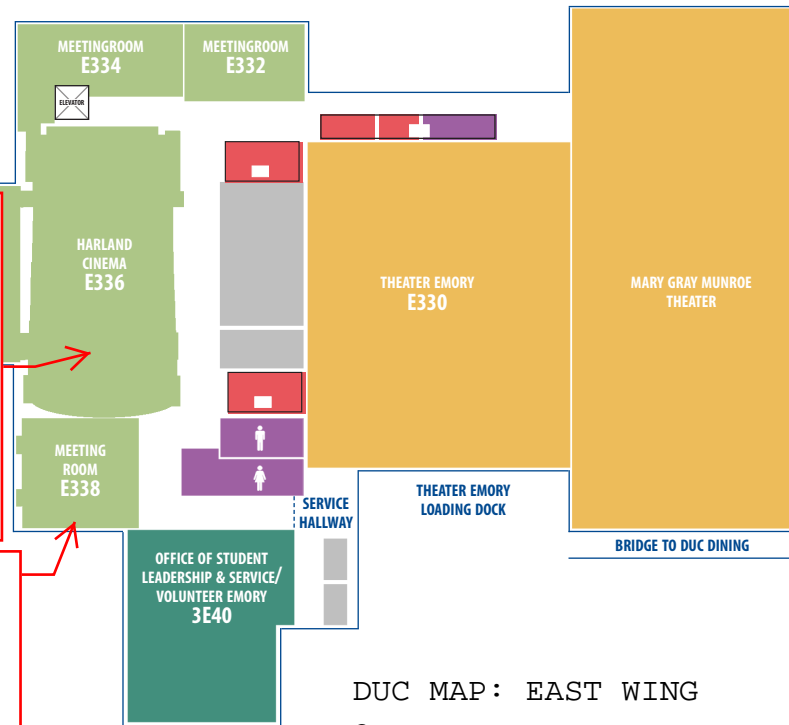 MEETINGROOM
E334
MEETINGROOM
E332
ELEVATOR
HARLAND
CINEMA
E336
THEATER EMORY
E330
MARY GRAY MUNROE
THEATER
MEETING
ROOM
E338
SERVICE
HALLWAY
THEATER EMORY
LOADING DOCK
BRIDGE TO DUC DINING
OFFICE OF STUDENT
LEADERSHIP & SERVICE/
VOLUNTEER EMORY
3E40
DUC MAP: EAST WING